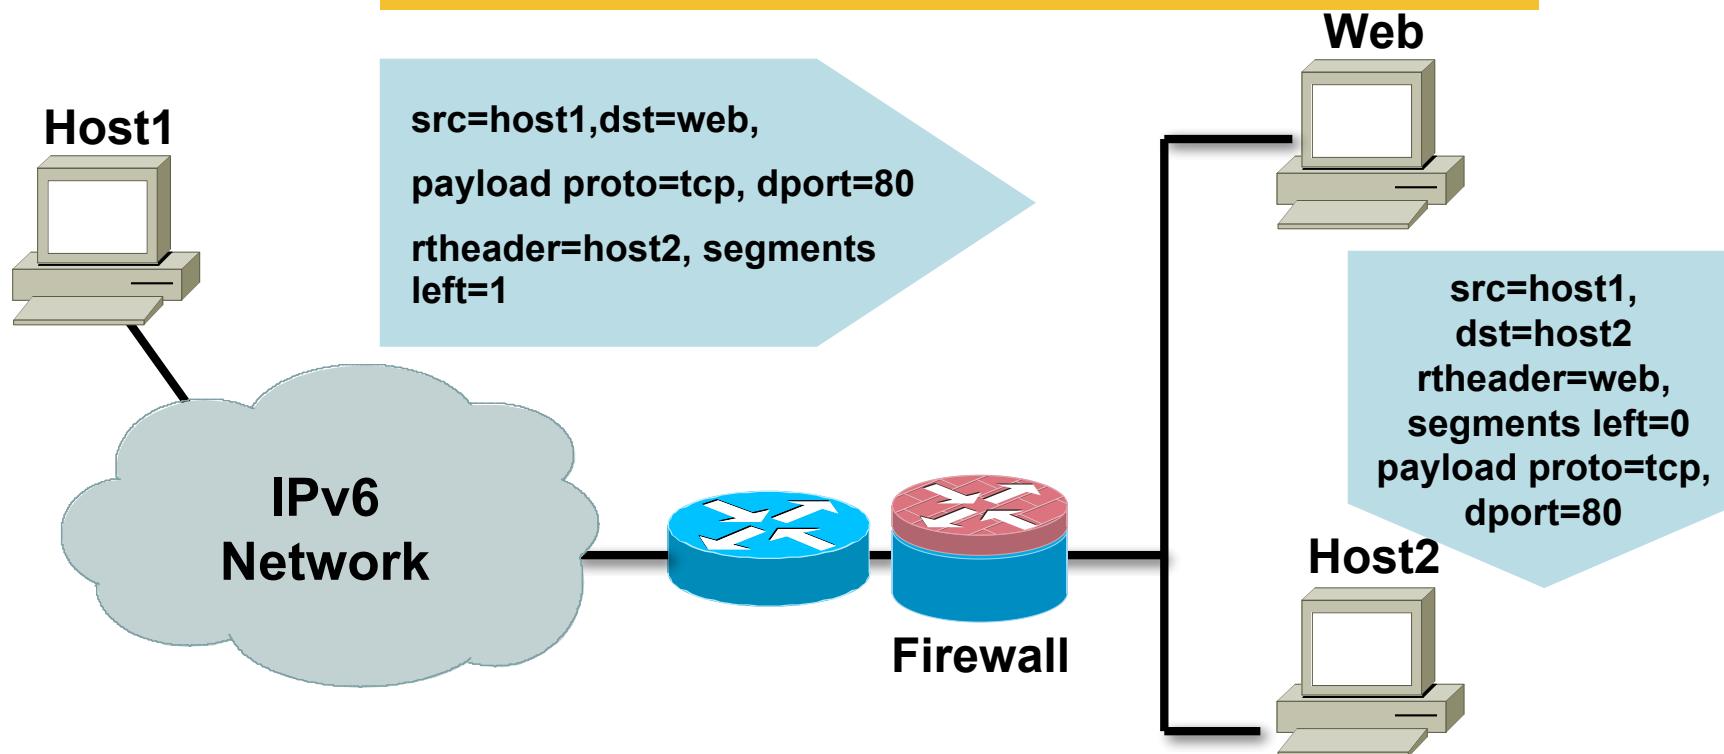 Web
Host1
src=host1,dst=web,
payload proto=tcp, dport=80
rtheader=host2, segments
left=1
src=host1,
dst=host2
rtheader=web,
segments left=0
payload proto=tcp,
dport=80
IPv6
Network
Host2
Firewall